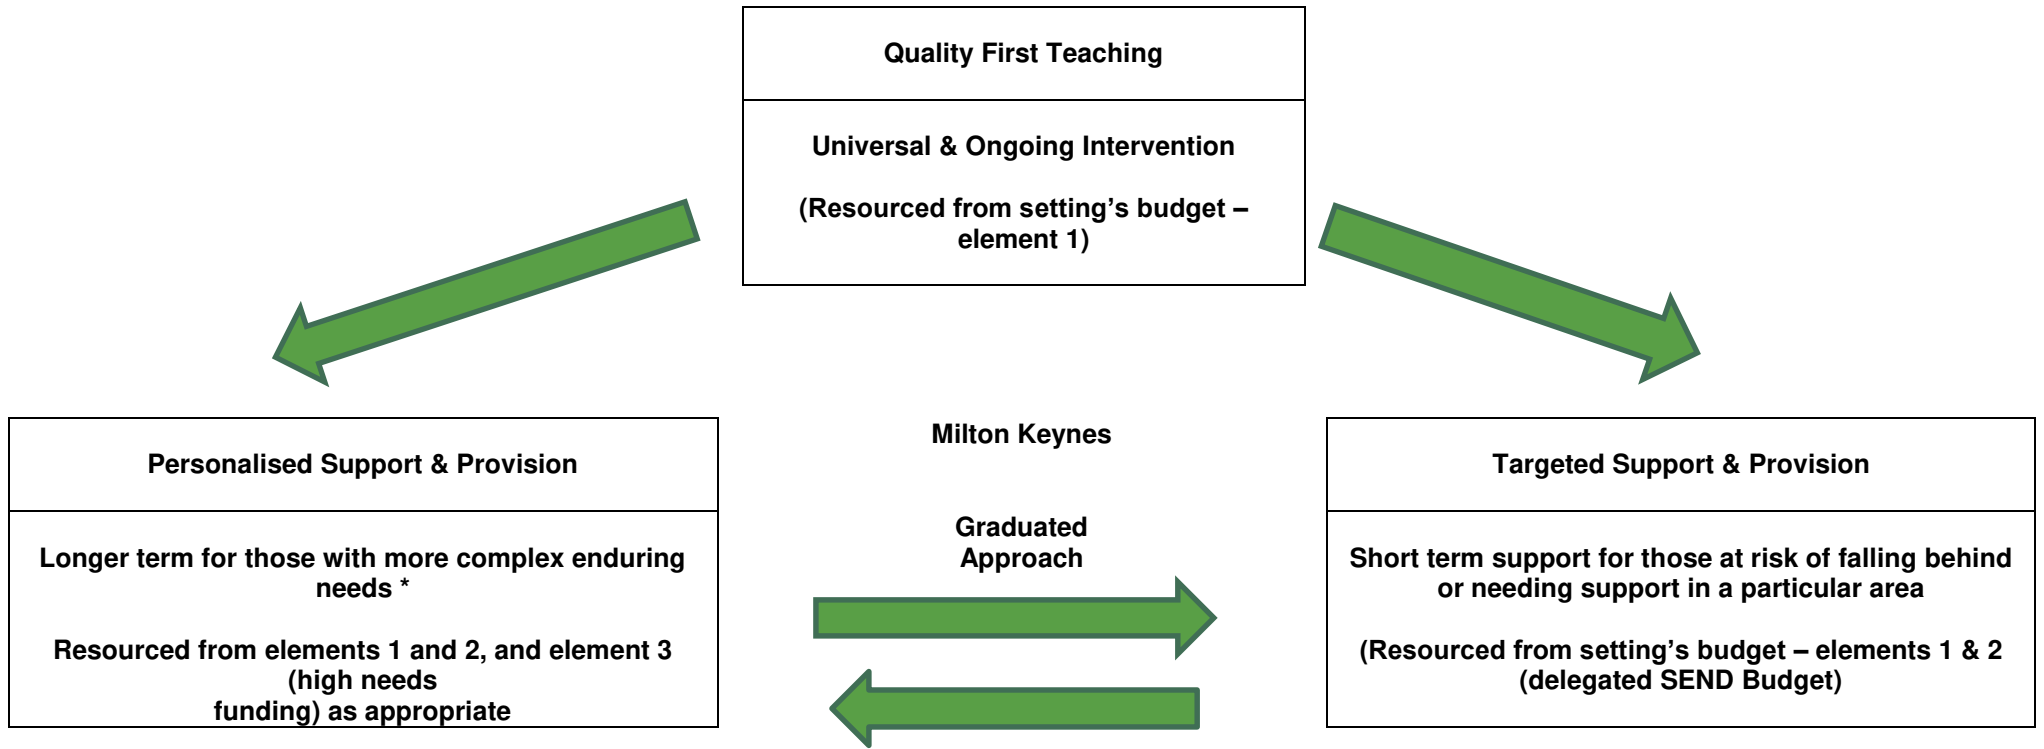 Quality First Teaching
Universal & Ongoing Intervention
(Resourced from setting’s budget –
element 1)
Personalised Support & Provision
Longer term for those with more complex enduring
needs *
Resourced from elements 1 and 2, and element 3
(high needs
funding) as appropriate
Milton Keynes
Graduated
Approach
Targeted Support & Provision
Short term support for those at risk of falling behind
or needing support in a particular area
(Resourced from setting’s budget – elements 1 & 2
(delegated SEND Budget)